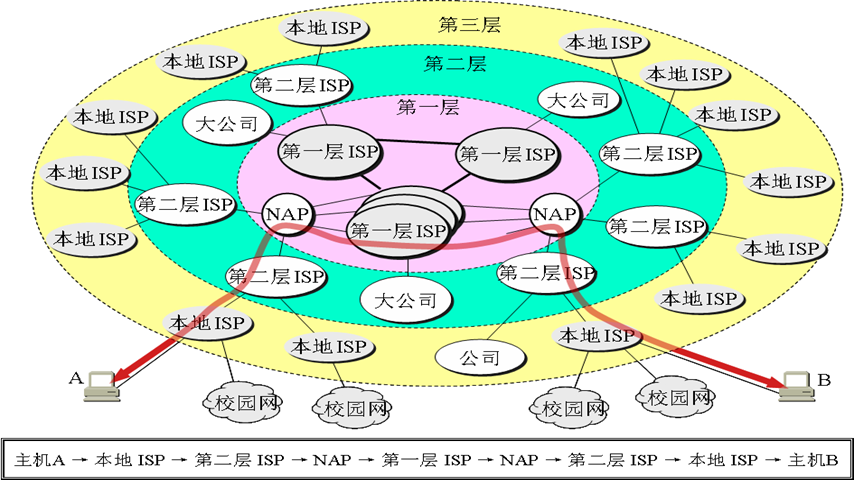 第三层
本地ISP
本地ISP
本地ISP
第二层
本地ISP
第二层ISP
本地ISP
大公司
第一层
大公司
本地ISP
本地ISP
第一层ISP
第一层ISP
第二层ISP
本地ISP
本地ISP
第二层ISP
NAP
第一层ISP
NAP
第二层ISP
本地ISP
本地ISP
第二层ISP
第二层ISP
大公司
本地ISP
本地ISP
本地ISP
本地ISP
公司
A
B
校园网
校园网
校园网
校园网
主机A → 本地 ISP → 第二层 ISP → NAP → 第一层 ISP → NAP → 第二层 ISP → 本地 ISP → 主机B